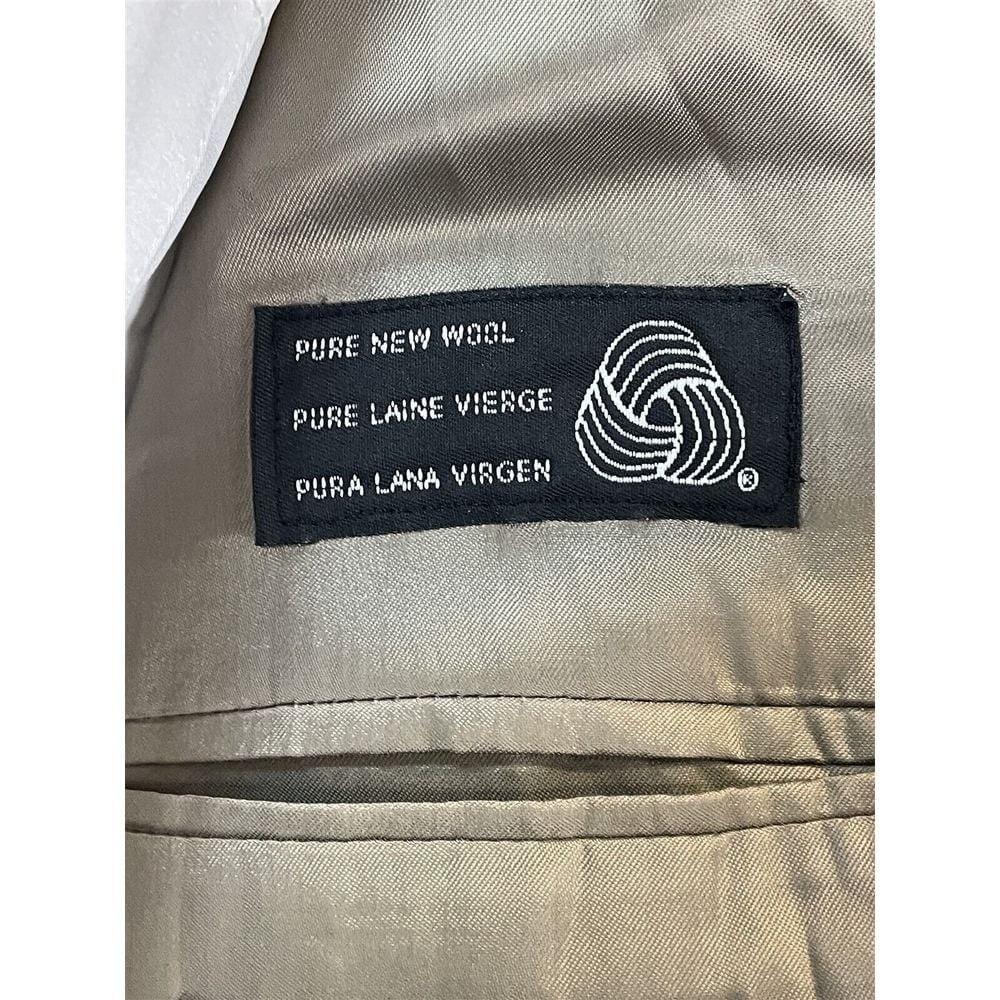 PURE NEW WOOL
PURE LAINE VIERGE
PURA LANA VIRGEN
®